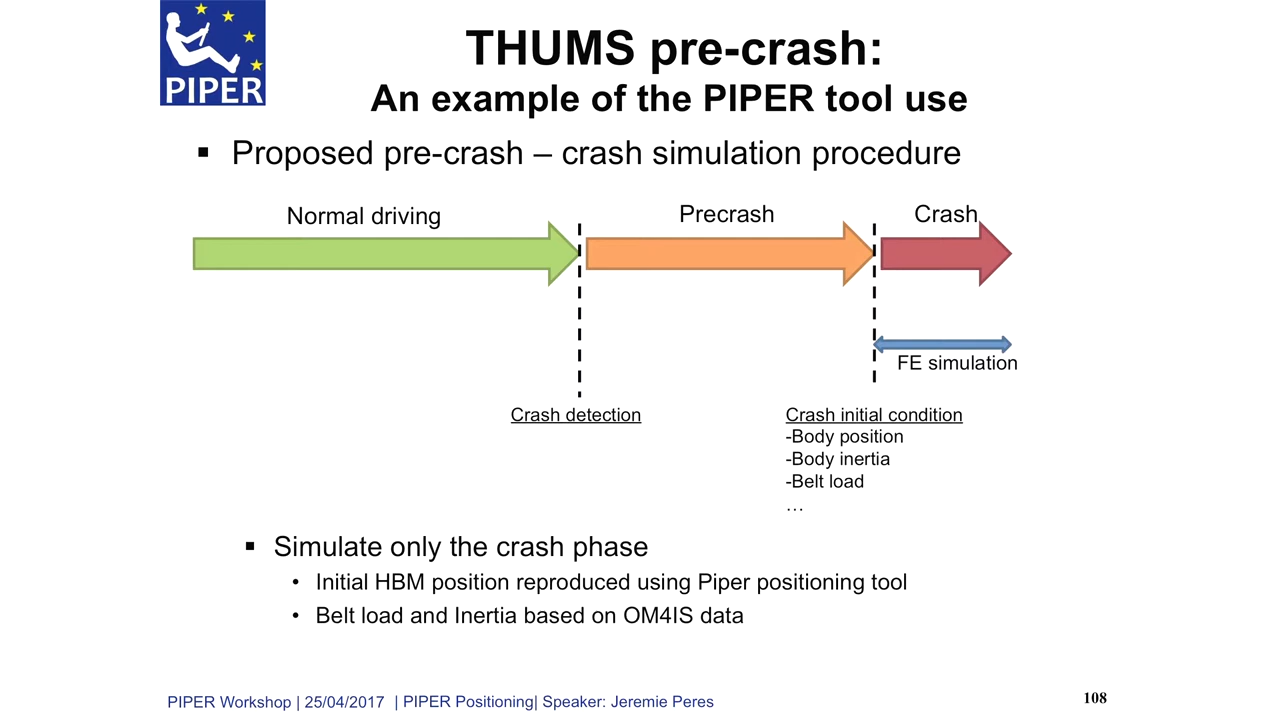 PIPER
THUMS pre-crash:
An example of the PIPER tool use
▪ Proposed pre-crash – crash simulation procedure
Normal driving
Precrash
Crash
FE simulation
Crash detection
Crash initial condition
-Body position
-Body inertia
-Belt load
…
▪ Simulate only the crash phase
• Initial HBM position reproduced using Piper positioning tool
• Belt load and Inertia based on OM4IS data
PIPER Workshop | 25/04/2017 | PIPER Positioning| Speaker: Jeremie Peres
108